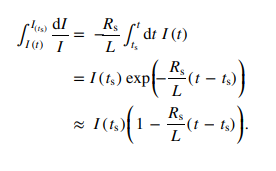 ∫_{I(t)}^{I(t_s)} dI/I = −R_s/L ∫_{t_s}^{t} dt I(t)
= I(t_s) exp(−R_s/L (t − t_s))
≈ I(t_s)(1 − R_s/L (t − t_s)).